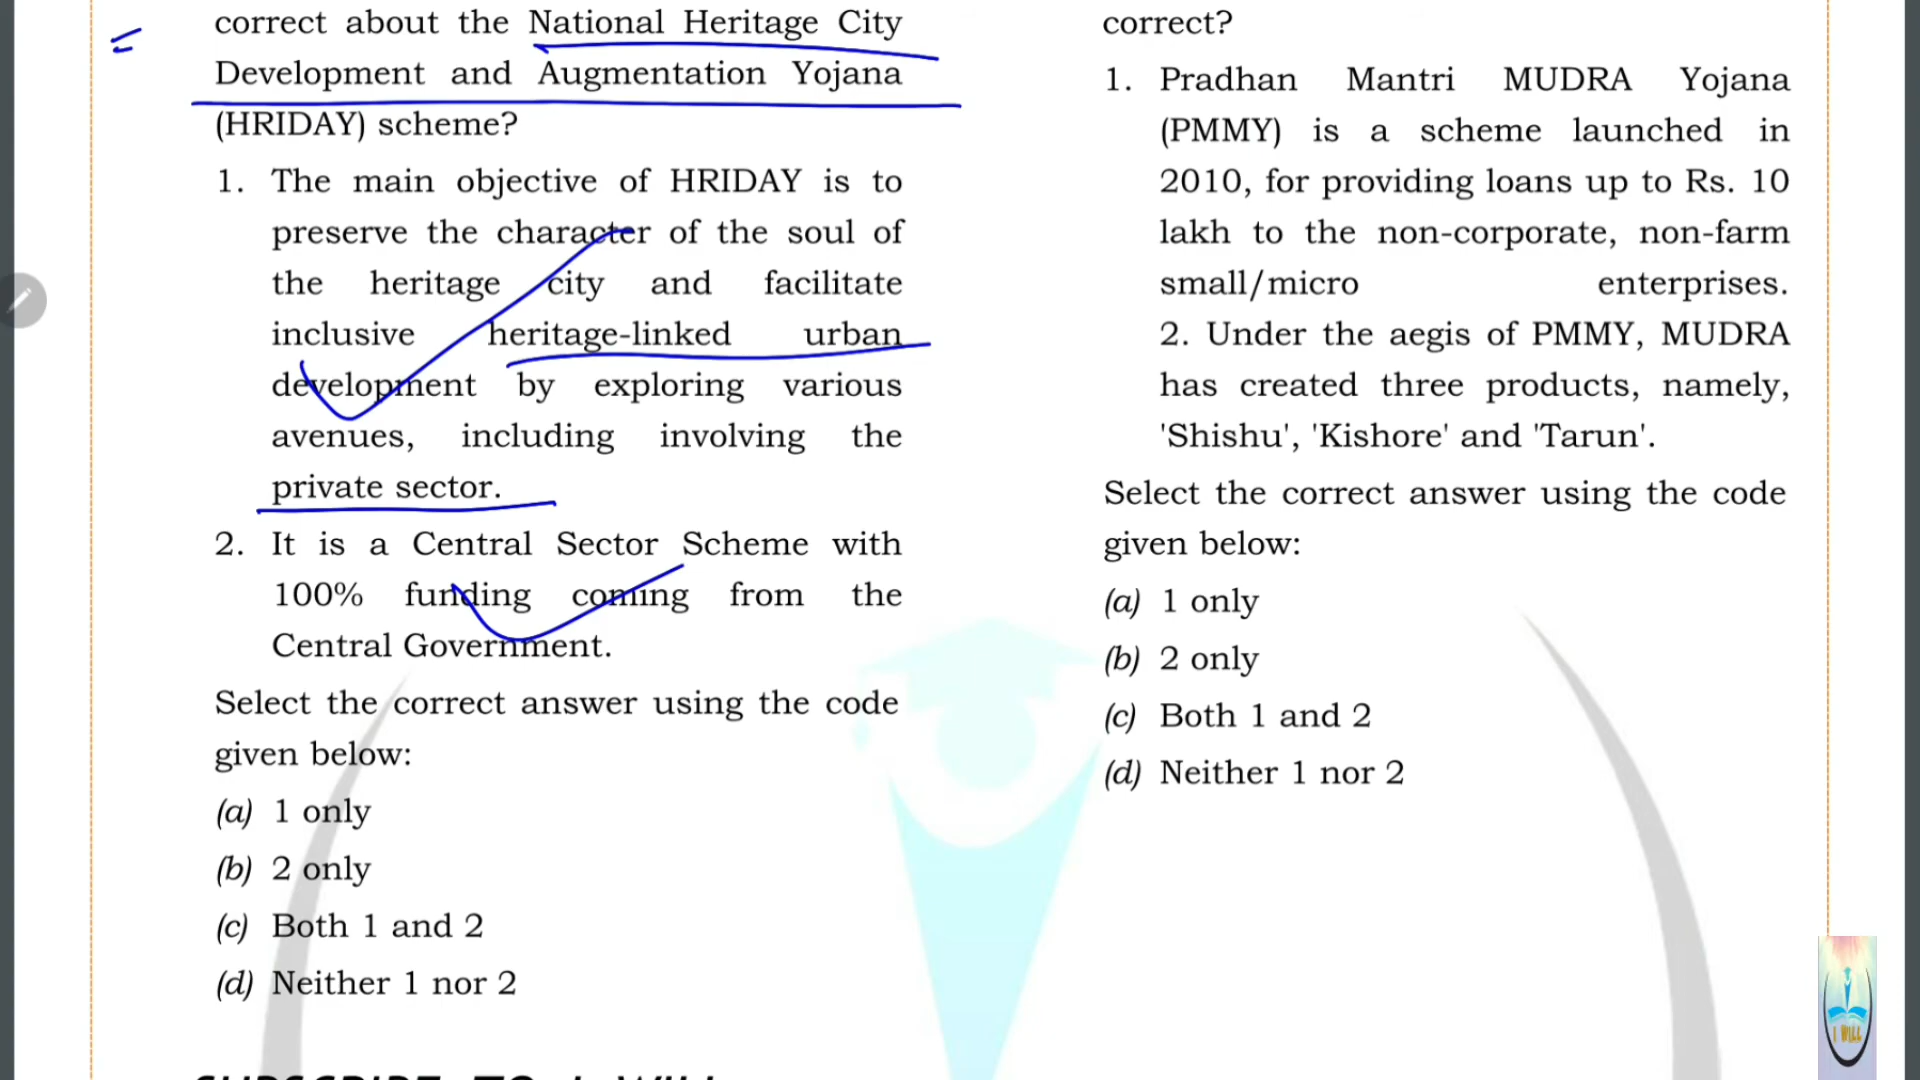 correct about the National Heritage City
Development and Augmentation Yojana
(HRIDAY) scheme?
1. The main objective of HRIDAY is to
preserve the character of the soul of
the heritage city and facilitate
inclusive heritage-linked urban
development by exploring various
avenues, including involving the
private sector.
2. It is a Central Sector Scheme with
100% funding coming from the
Central Government.
Select the correct answer using the code
given below:
(a) 1 only
(b) 2 only
(c) Both 1 and 2
(d) Neither 1 nor 2
SUBSCRIBE TO I WILL
correct?
1. Pradhan Mantri MUDRA Yojana
(PMMY) is a scheme launched in
2010, for providing loans up to Rs. 10
lakh to the non-corporate, non-farm
small/micro enterprises.
2. Under the aegis of PMMY, MUDRA
has created three products, namely,
'Shishu', 'Kishore' and 'Tarun'.
Select the correct answer using the code
given below:
(a) 1 only
(b) 2 only
(c) Both 1 and 2
(d) Neither 1 nor 2
I WILL